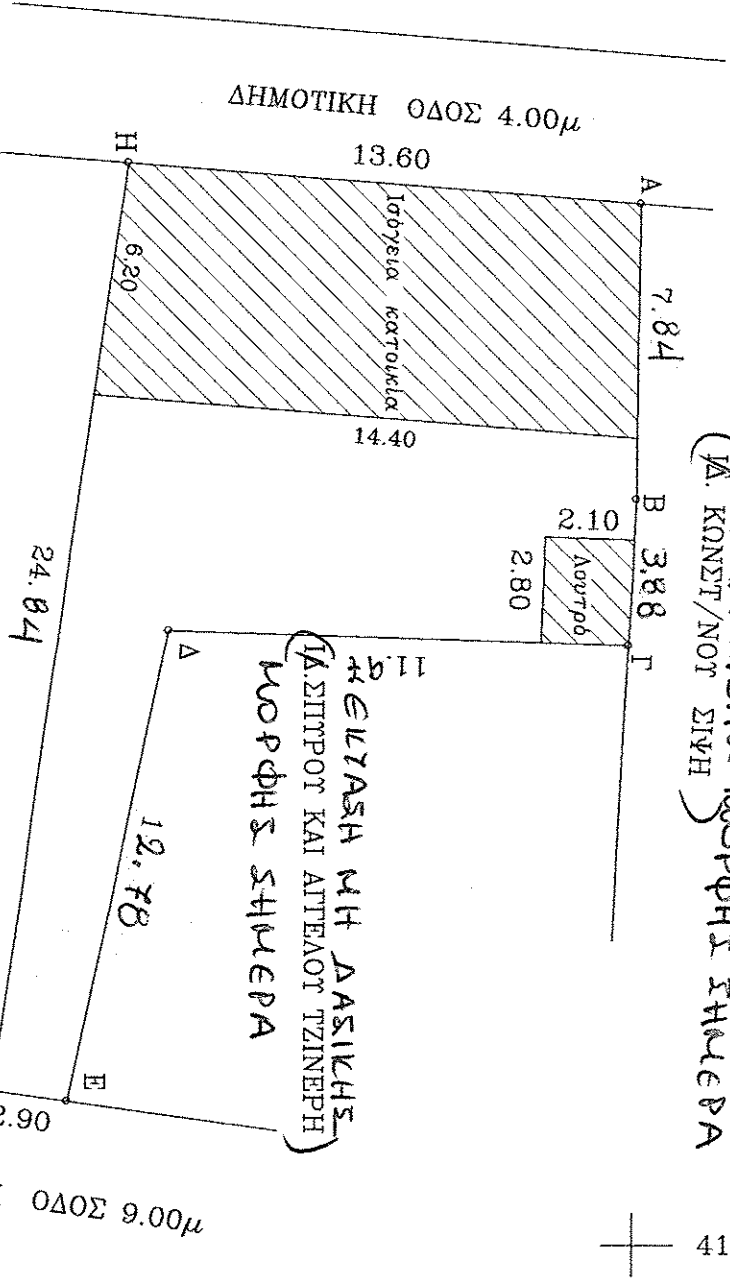 ΔΗΜΟΤΙΚΗ ΟΔΟΣ 4.00μ
Η
13.60
Α
Ισόγεια κατοικία
6.20
7.84
14.40
ΜΟΡΦΗΣ ΣΗΜΕΡΑ
(ΙΔ. ΚΩΝΣΤ/ΝΟΥ ΣΙΨΗ)
Β
2.10
3.88
Λουτρό
2.80
Γ
24.84
Δ
11.97
ΕΚΤΑΣΗ ΜΗ ΔΑΣΙΚΗΣ
(ΙΔ.ΣΠΥΡΟΥ ΚΑΙ ΑΓΓΕΛΟΥ ΤΖΙΝΕΡΗ)
ΜΟΡΦΗΣ ΣΗΜΕΡΑ
12.78
Ε
2.90
ΟΔΟΣ 9.00μ
41